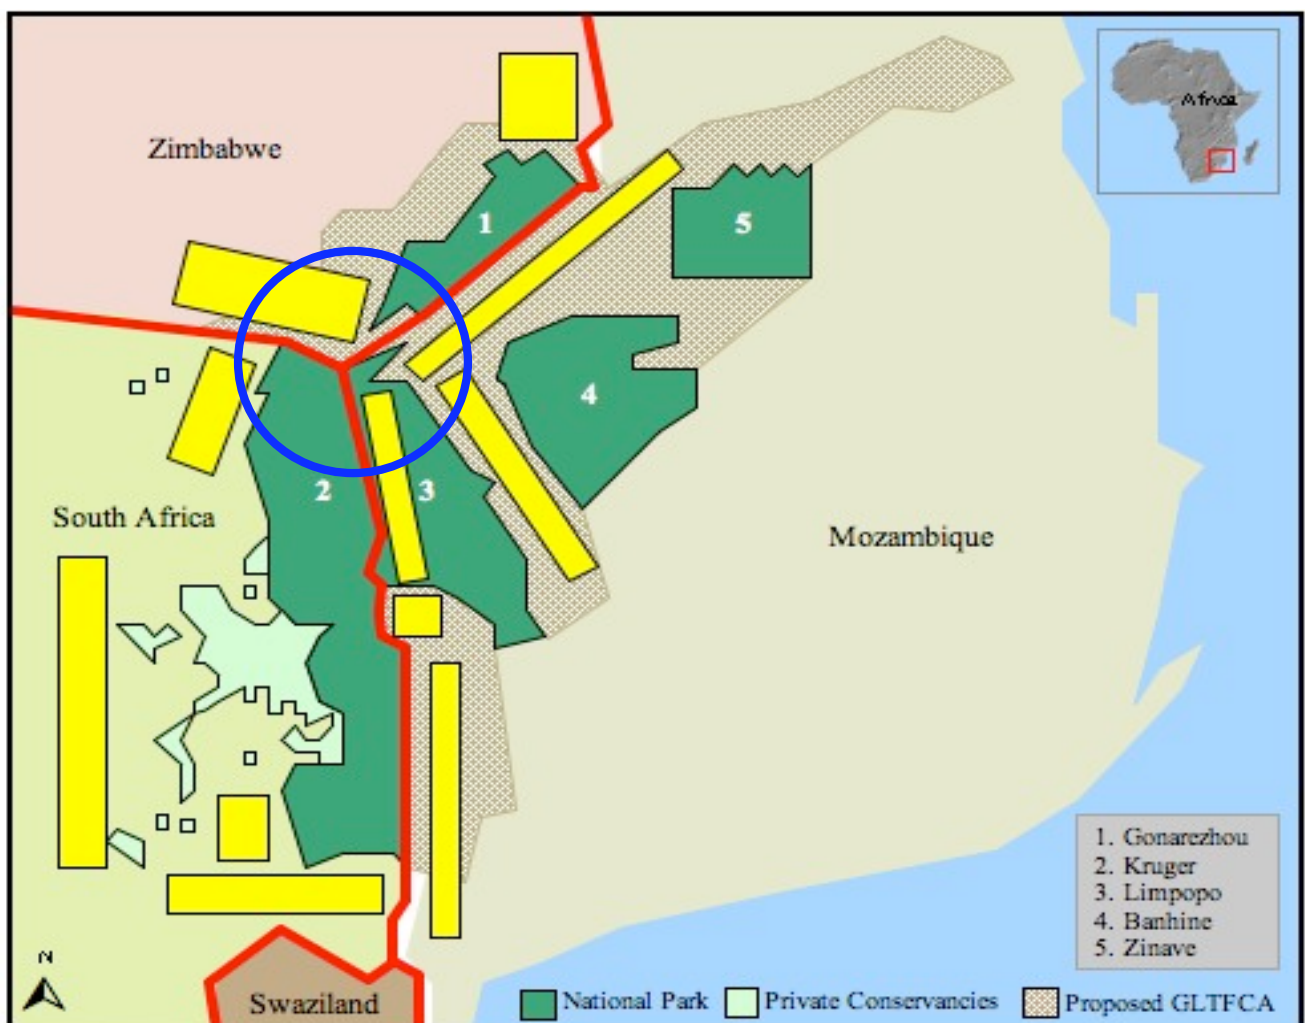 Africa
Zimbabwe
1
5
4
2
3
South Africa
Mozambique
1. Gonarezhou
2. Kruger
3. Limpopo
4. Banhine
5. Zinave
N
Swaziland
National Park
Private Conservancies
Proposed GLTFCA